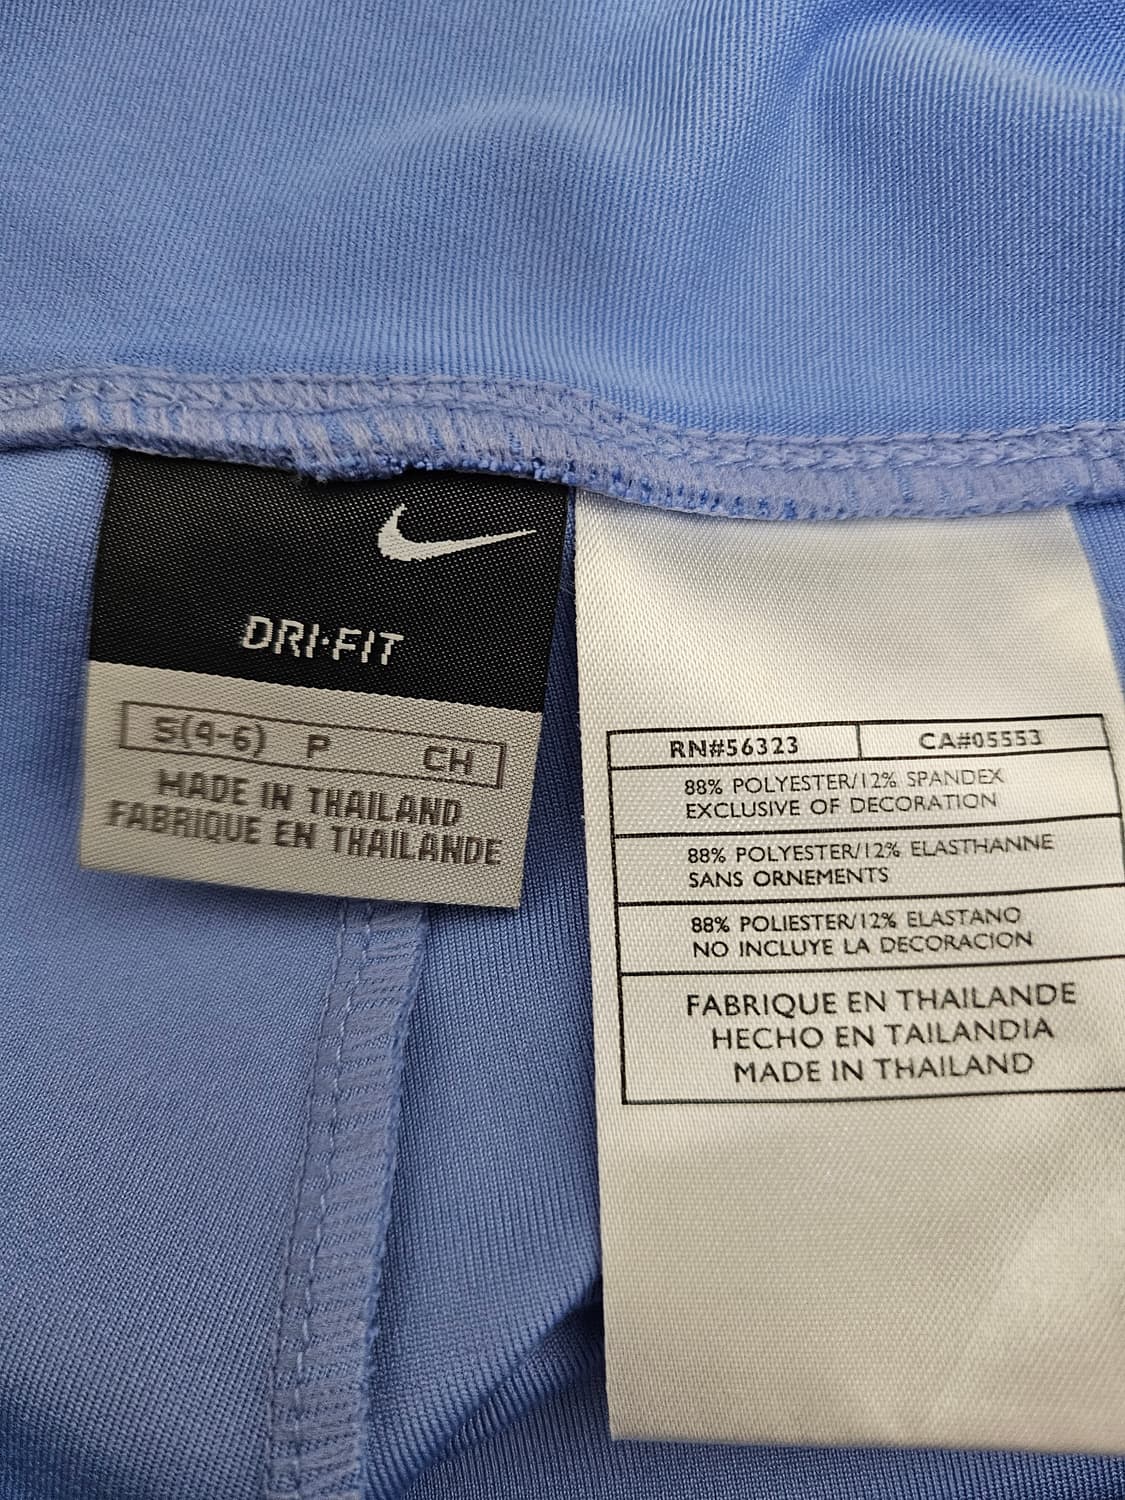 DRI·FIT
S(4-6) P CH
MADE IN THAILAND
FABRIQUE EN THAILANDE
RN#56323 CA#05553
88% POLYESTER/12% SPANDEX
EXCLUSIVE OF DECORATION
88% POLYESTER/12% ELASTHANNE
SANS ORNEMENTS
88% POLIESTER/12% ELASTANO
NO INCLUYE LA DECORACION
FABRIQUE EN THAILANDE
HECHO EN TAILANDIA
MADE IN THAILAND